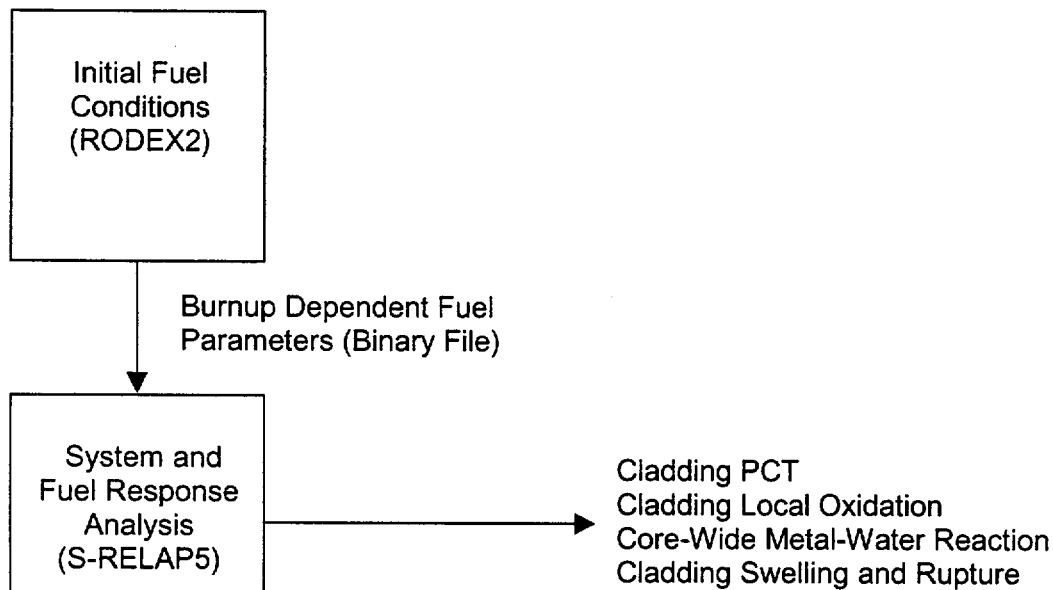 Initial Fuel
Conditions
(RODEX2)
Burnup Dependent Fuel
Parameters (Binary File)
System and
Fuel Response
Analysis
(S-RELAP5)
Cladding PCT
Cladding Local Oxidation
Core-Wide Metal-Water Reaction
Cladding Swelling and Rupture